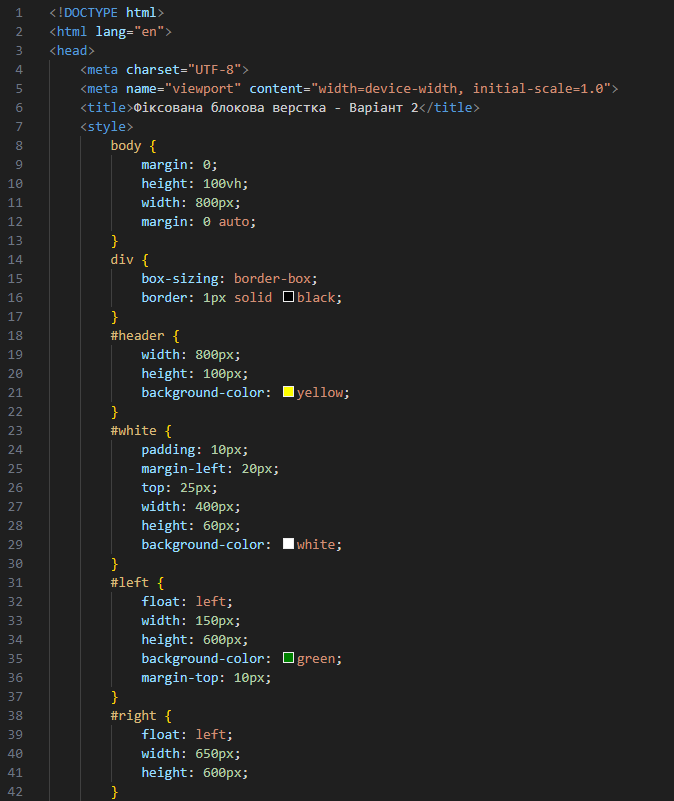 1 <!DOCTYPE html>
2 <html lang="en">
3 <head>
4 <meta charset="UTF-8">
5 <meta name="viewport" content="width=device-width, initial-scale=1.0">
6 <title>Фіксована блокова верстка - Варіант 2</title>
7 <style>
8 body {
9 margin: 0;
10 height: 100vh;
11 width: 800px;
12 margin: 0 auto;
13 }
14 div {
15 box-sizing: border-box;
16 border: 1px solid black;
17 }
18 #header {
19 width: 800px;
20 height: 100px;
21 background-color: yellow;
22 }
23 #white {
24 padding: 10px;
25 margin-left: 20px;
26 top: 25px;
27 width: 400px;
28 height: 60px;
29 background-color: white;
30 }
31 #left {
32 float: left;
33 width: 150px;
34 height: 600px;
35 background-color: green;
36 margin-top: 10px;
37 }
38 #right {
39 float: left;
40 width: 650px;
41 height: 600px;
42 }